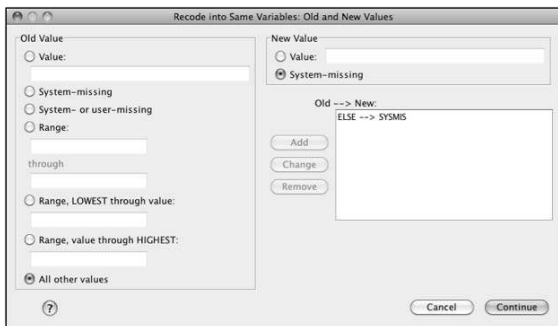 Recode into Same Variables: Old and New Values
Old Value
Value:
System-missing
System- or user-missing
Range:
through
Range, LOWEST through value:
Range, value through HIGHEST:
All other values
New Value
Value:
System-missing
Old --> New:
ELSE --> SYSMIS
Add
Change
Remove
?
Cancel
Continue